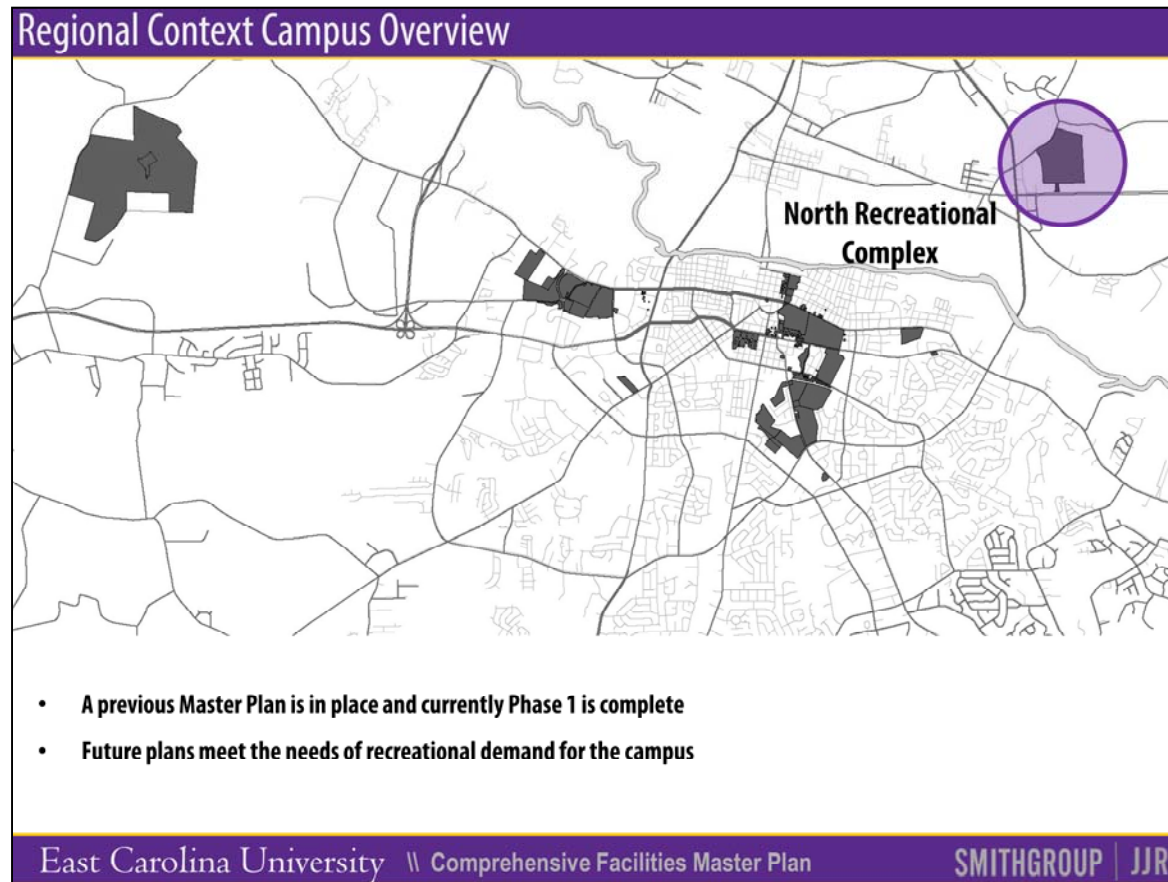 Regional Context Campus Overview
North Recreational
Complex
• A previous Master Plan is in place and currently Phase 1 is complete
• Future plans meet the needs of recreational demand for the campus
East Carolina University \\ Comprehensive Facilities Master Plan SMITHGROUP | JJR